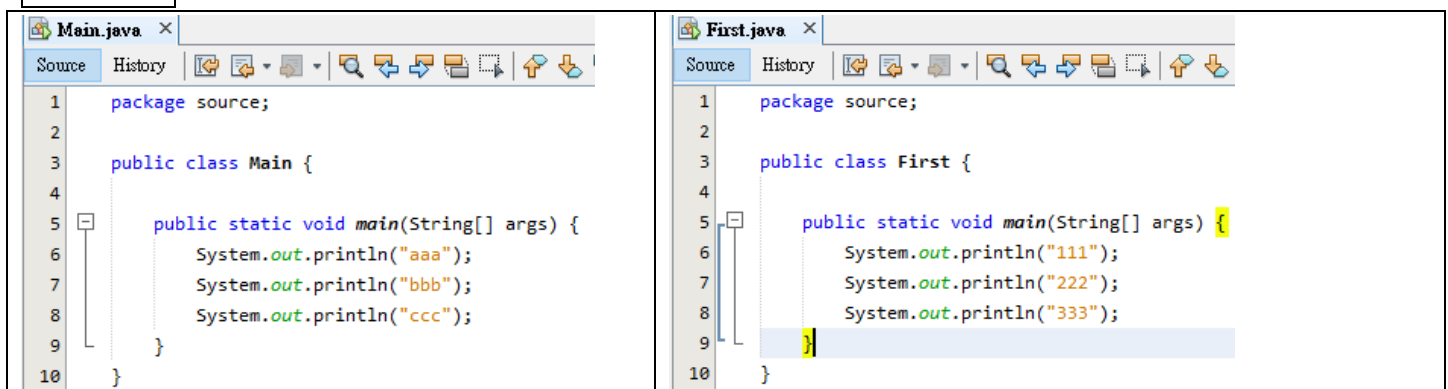 Main.java ×
Source History
1 package source;
2
3 public class Main {
4
5 public static void main(String[] args) {
6 System.out.println("aaa");
7 System.out.println("bbb");
8 System.out.println("ccc");
9 }
10 }
First.java ×
Source History
1 package source;
2
3 public class First {
4
5 public static void main(String[] args) {
6 System.out.println("111");
7 System.out.println("222");
8 System.out.println("333");
9 }
10 }